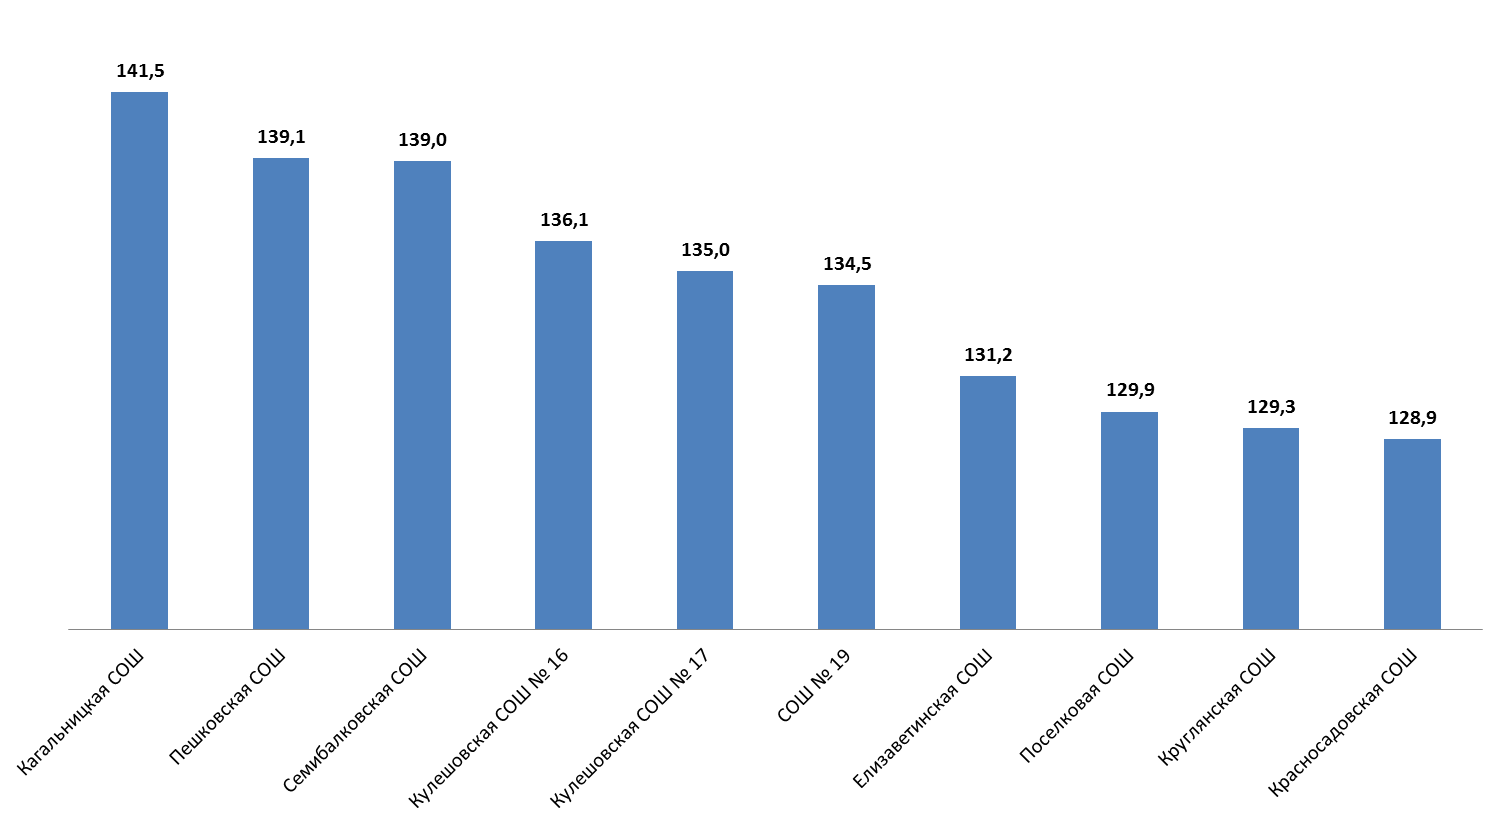 141,5
139,1
139,0
136,1
135,0
134,5
131,2
129,9
129,3
128,9
Кагальницкая СОШ
Пешковская СОШ
Семибалковская СОШ
Кулешовская СОШ № 16
Кулешовская СОШ № 17
СОШ № 19
Елизаветинская СОШ
Поселковая СОШ
Круглянская СОШ
Красносадовская СОШ